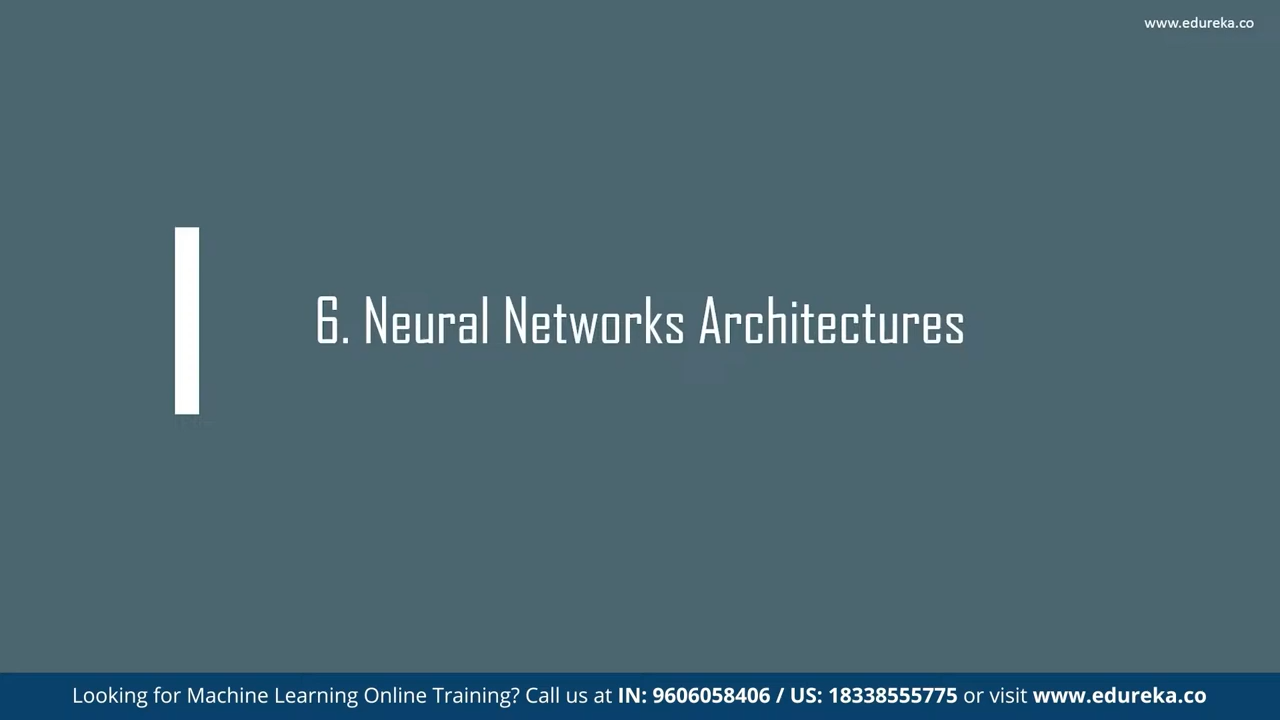 www.edureka.co
6. Neural Networks Architectures
Looking for Machine Learning Online Training? Call us at IN: 9606058406 / US: 18338555775 or visit www.edureka.co